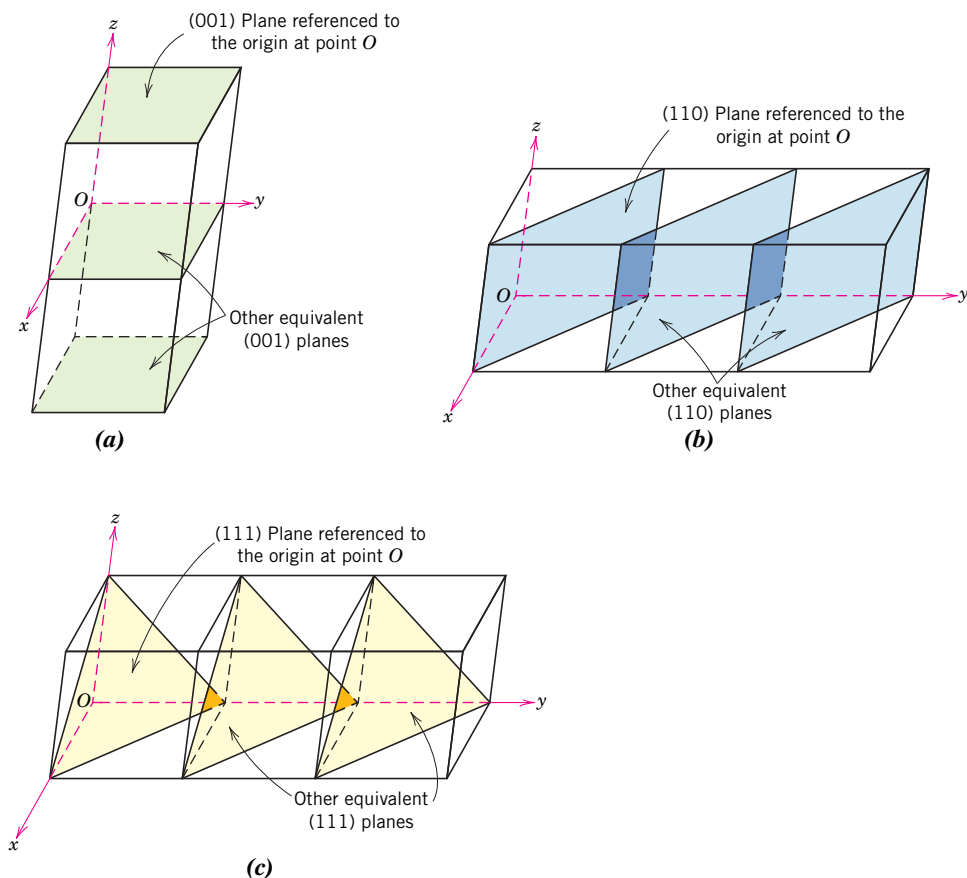 z
(001) Plane referenced to
the origin at point O
O
y
x
Other equivalent
(001) planes
(a)
z
(110) Plane referenced to the
origin at point O
O
y
x
Other equivalent
(110) planes
(b)
z
(111) Plane referenced to
the origin at point O
O
y
x
Other equivalent
(111) planes
(c)